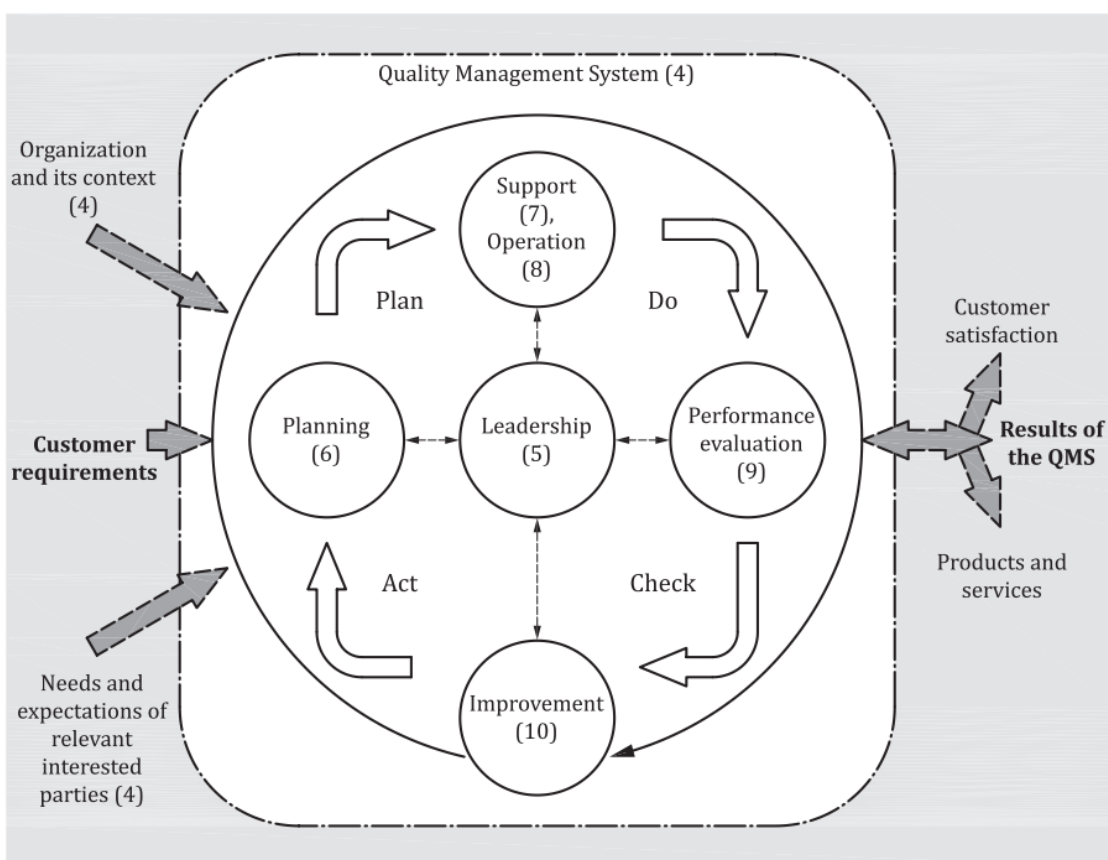 Quality Management System (4)
Organization
and its context
(4)
Support
(7),
Operation
(8)
Plan
Do
Customer
satisfaction
Customer
requirements
Planning
(6)
Leadership
(5)
Performance
evaluation
(9)
Results of
the QMS
Act
Check
Products and
services
Needs and
expectations of
relevant
interested
parties (4)
Improvement
(10)